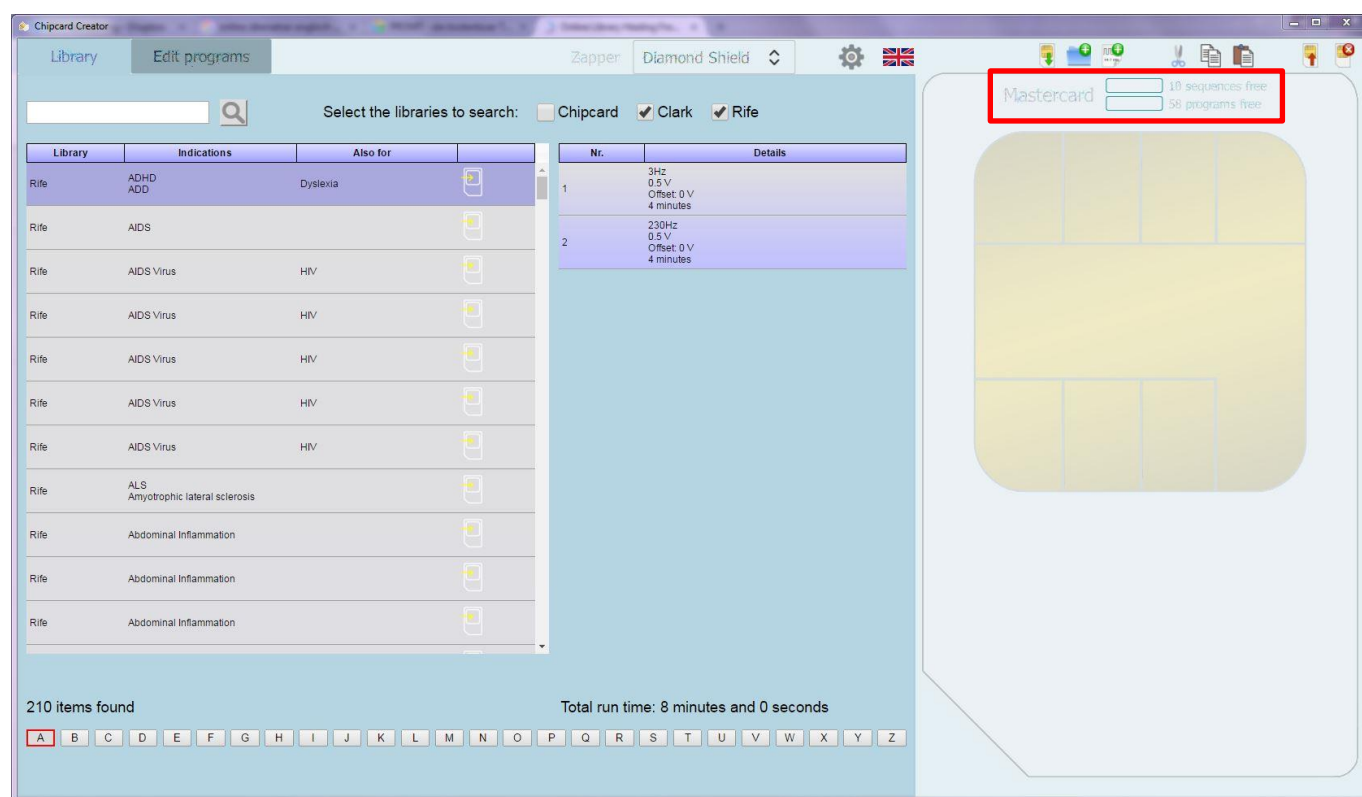 Chipcard Creator
Library Edit programs Zapper Diamond Shield
Mastercard 18 sequences free
58 programs free
Select the libraries to search: Chipcard Clark Rife
Library Indications Also for
Rife ADHD Dyslexia
ADD
Rife AIDS
Rife AIDS Virus HIV
Rife AIDS Virus HIV
Rife AIDS Virus HIV
Rife AIDS Virus HIV
Rife AIDS Virus HIV
Rife ALS
Amyotrophic lateral sclerosis
Rife Abdominal Inflammation
Rife Abdominal Inflammation
Rife Abdominal Inflammation
Nr. Details
1 3Hz
0.5 V
Offset: 0 V
4 minutes
2 230Hz
0.5 V
Offset: 0 V
4 minutes
210 items found
Total run time: 8 minutes and 0 seconds
A B C D E F G H I J K L M N O P Q R S T U V W X Y Z